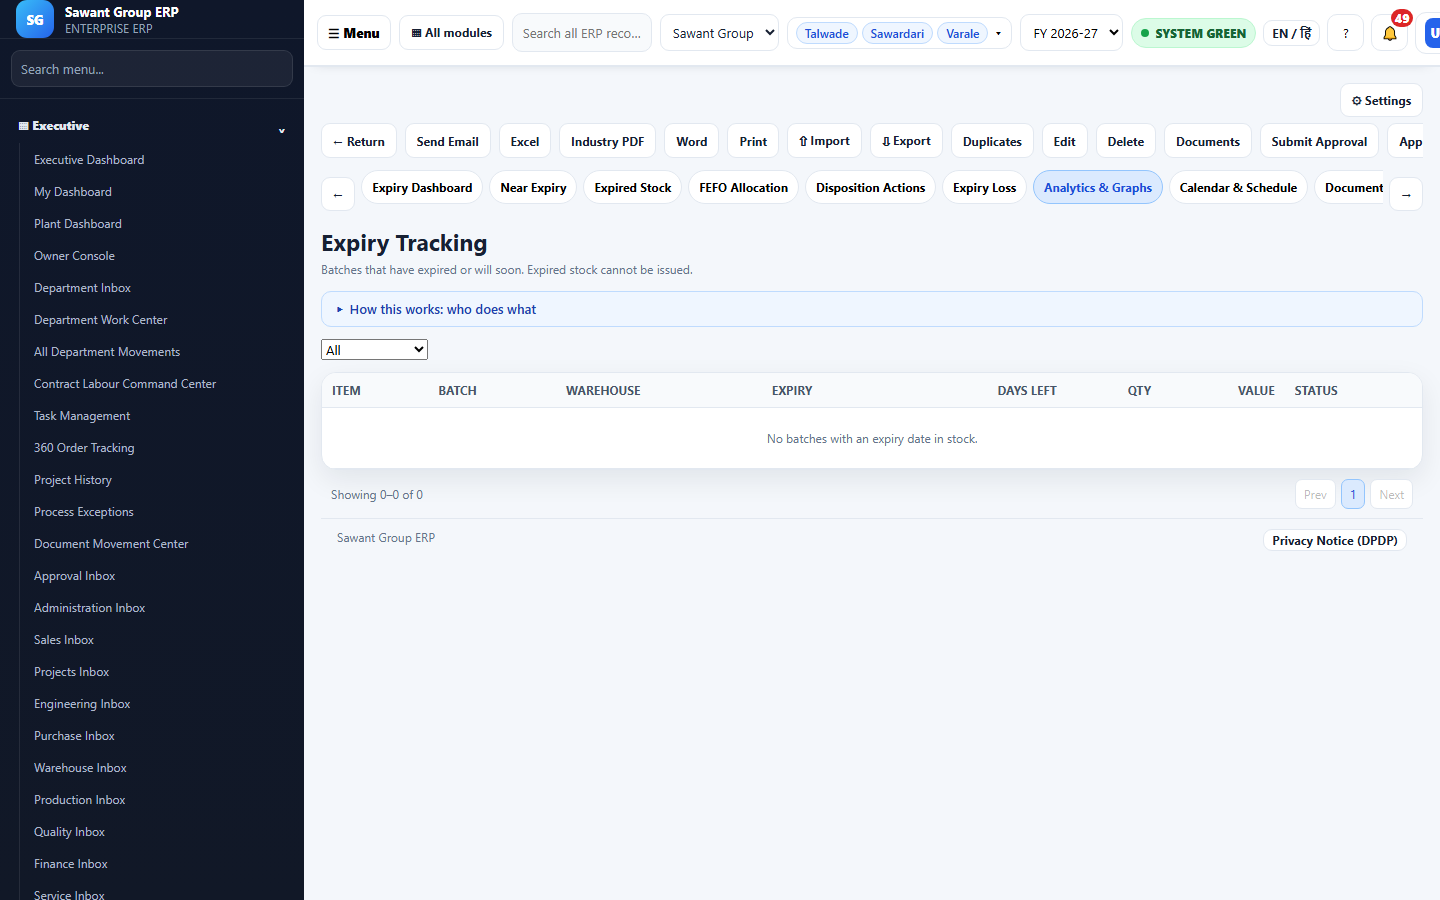 SG
Sawant Group ERP
ENTERPRISE ERP
Search menu...
Executive
Executive Dashboard
My Dashboard
Plant Dashboard
Owner Console
Department Inbox
Department Work Center
All Department Movements
Contract Labour Command Center
Task Management
360 Order Tracking
Project History
Process Exceptions
Document Movement Center
Approval Inbox
Administration Inbox
Sales Inbox
Projects Inbox
Engineering Inbox
Purchase Inbox
Warehouse Inbox
Production Inbox
Quality Inbox
Finance Inbox
Service Inbox
☰ Menu All modules Search all ERP reco... Sawant Group Talwade Sawardari Varale FY 2026-27 SYSTEM GREEN EN / हिं ? 49 U
⚙ Settings
← Return Send Email Excel Industry PDF Word Print ⇧ Import ⇩ Export Duplicates Edit Delete Documents Submit Approval App
← Expiry Dashboard Near Expiry Expired Stock FEFO Allocation Disposition Actions Expiry Loss Analytics & Graphs Calendar & Schedule Document →
Expiry Tracking
Batches that have expired or will soon. Expired stock cannot be issued.
▸ How this works: who does what
All
ITEM BATCH WAREHOUSE EXPIRY DAYS LEFT QTY VALUE STATUS
No batches with an expiry date in stock.
Showing 0–0 of 0 Prev 1 Next
Sawant Group ERP Privacy Notice (DPDP)